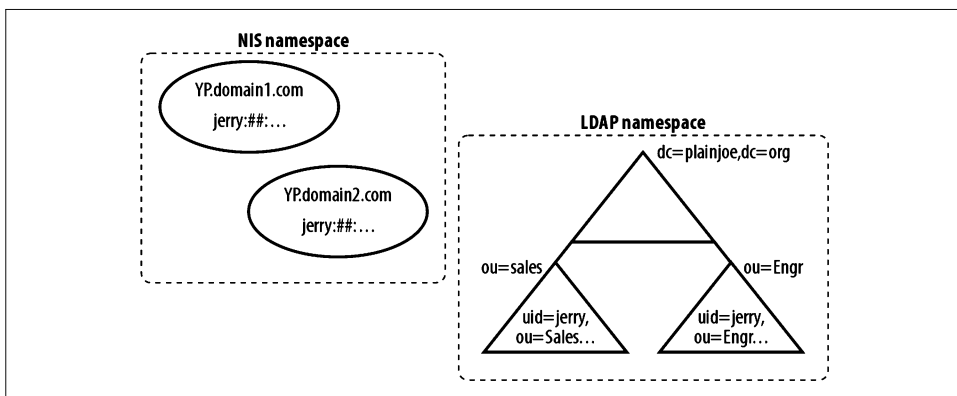 NIS namespace
YP.domain1.com
jerry:##:...
YP.domain2.com
jerry:##:...
LDAP namespace
dc=plainjoe,dc=org
ou=sales
ou=Engr
uid=jerry,
ou=Sales...
uid=jerry,
ou=Engr...